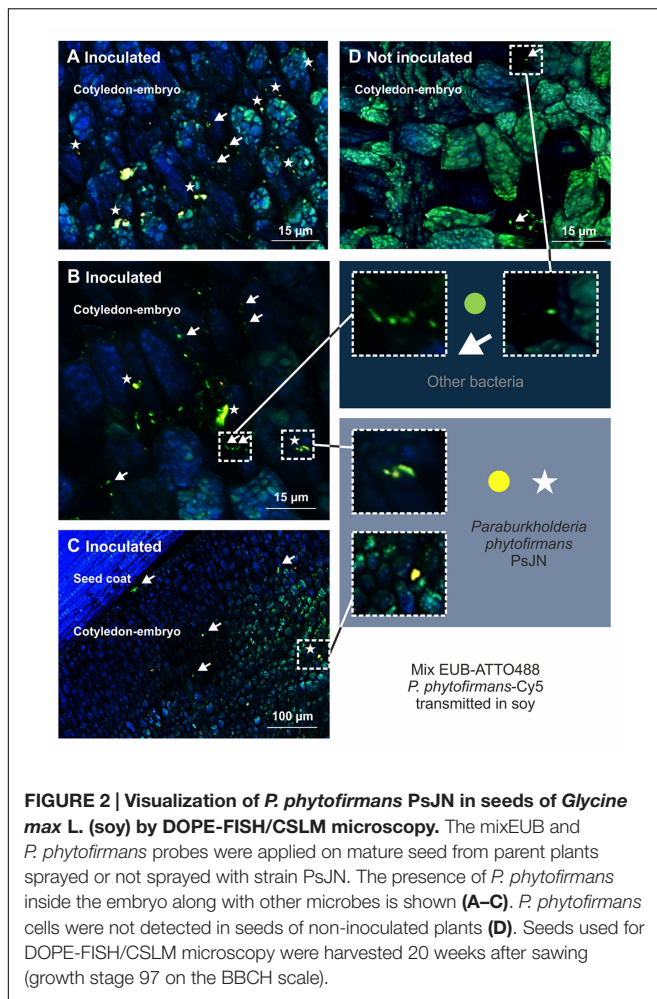 A Inoculated
Cotyledon-embryo
15 µm
D Not inoculated
Cotyledon-embryo
15 µm
B Inoculated
Cotyledon-embryo
15 µm
Other bacteria
C Inoculated
Seed coat
Cotyledon-embryo
100 µm
Paraburkholderia
phytofirmans
PsJN
Mix EUB-ATTO488
P. phytofirmans-Cy5
transmitted in soy
FIGURE 2 | Visualization of P. phytofirmans PsJN in seeds of Glycine
max L. (soy) by DOPE-FISH/CSLM microscopy. The mixEUB and
P. phytofirmans probes were applied on mature seed from parent plants
sprayed or not sprayed with strain PsJN. The presence of P. phytofirmans
inside the embryo along with other microbes is shown (A–C). P. phytofirmans
cells were not detected in seeds of non-inoculated plants (D). Seeds used for
DOPE-FISH/CSLM microscopy were harvested 20 weeks after sawing
(growth stage 97 on the BBCH scale).